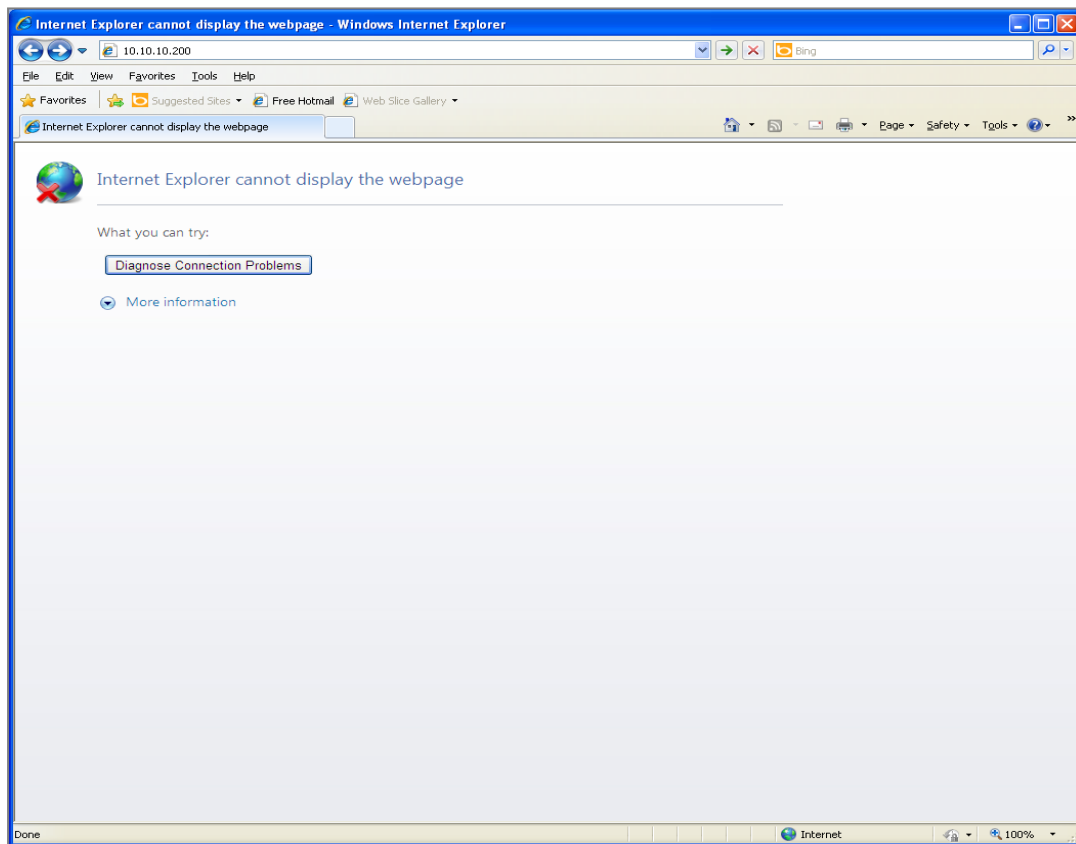 Internet Explorer cannot display the webpage - Windows Internet Explorer
10.10.10.200
Bing
File Edit View Favorites Tools Help
Favorites Suggested Sites Free Hotmail Web Slice Gallery
Internet Explorer cannot display the webpage
Page Safety Tools »
Internet Explorer cannot display the webpage
What you can try:
Diagnose Connection Problems
More information
Done Internet 100%